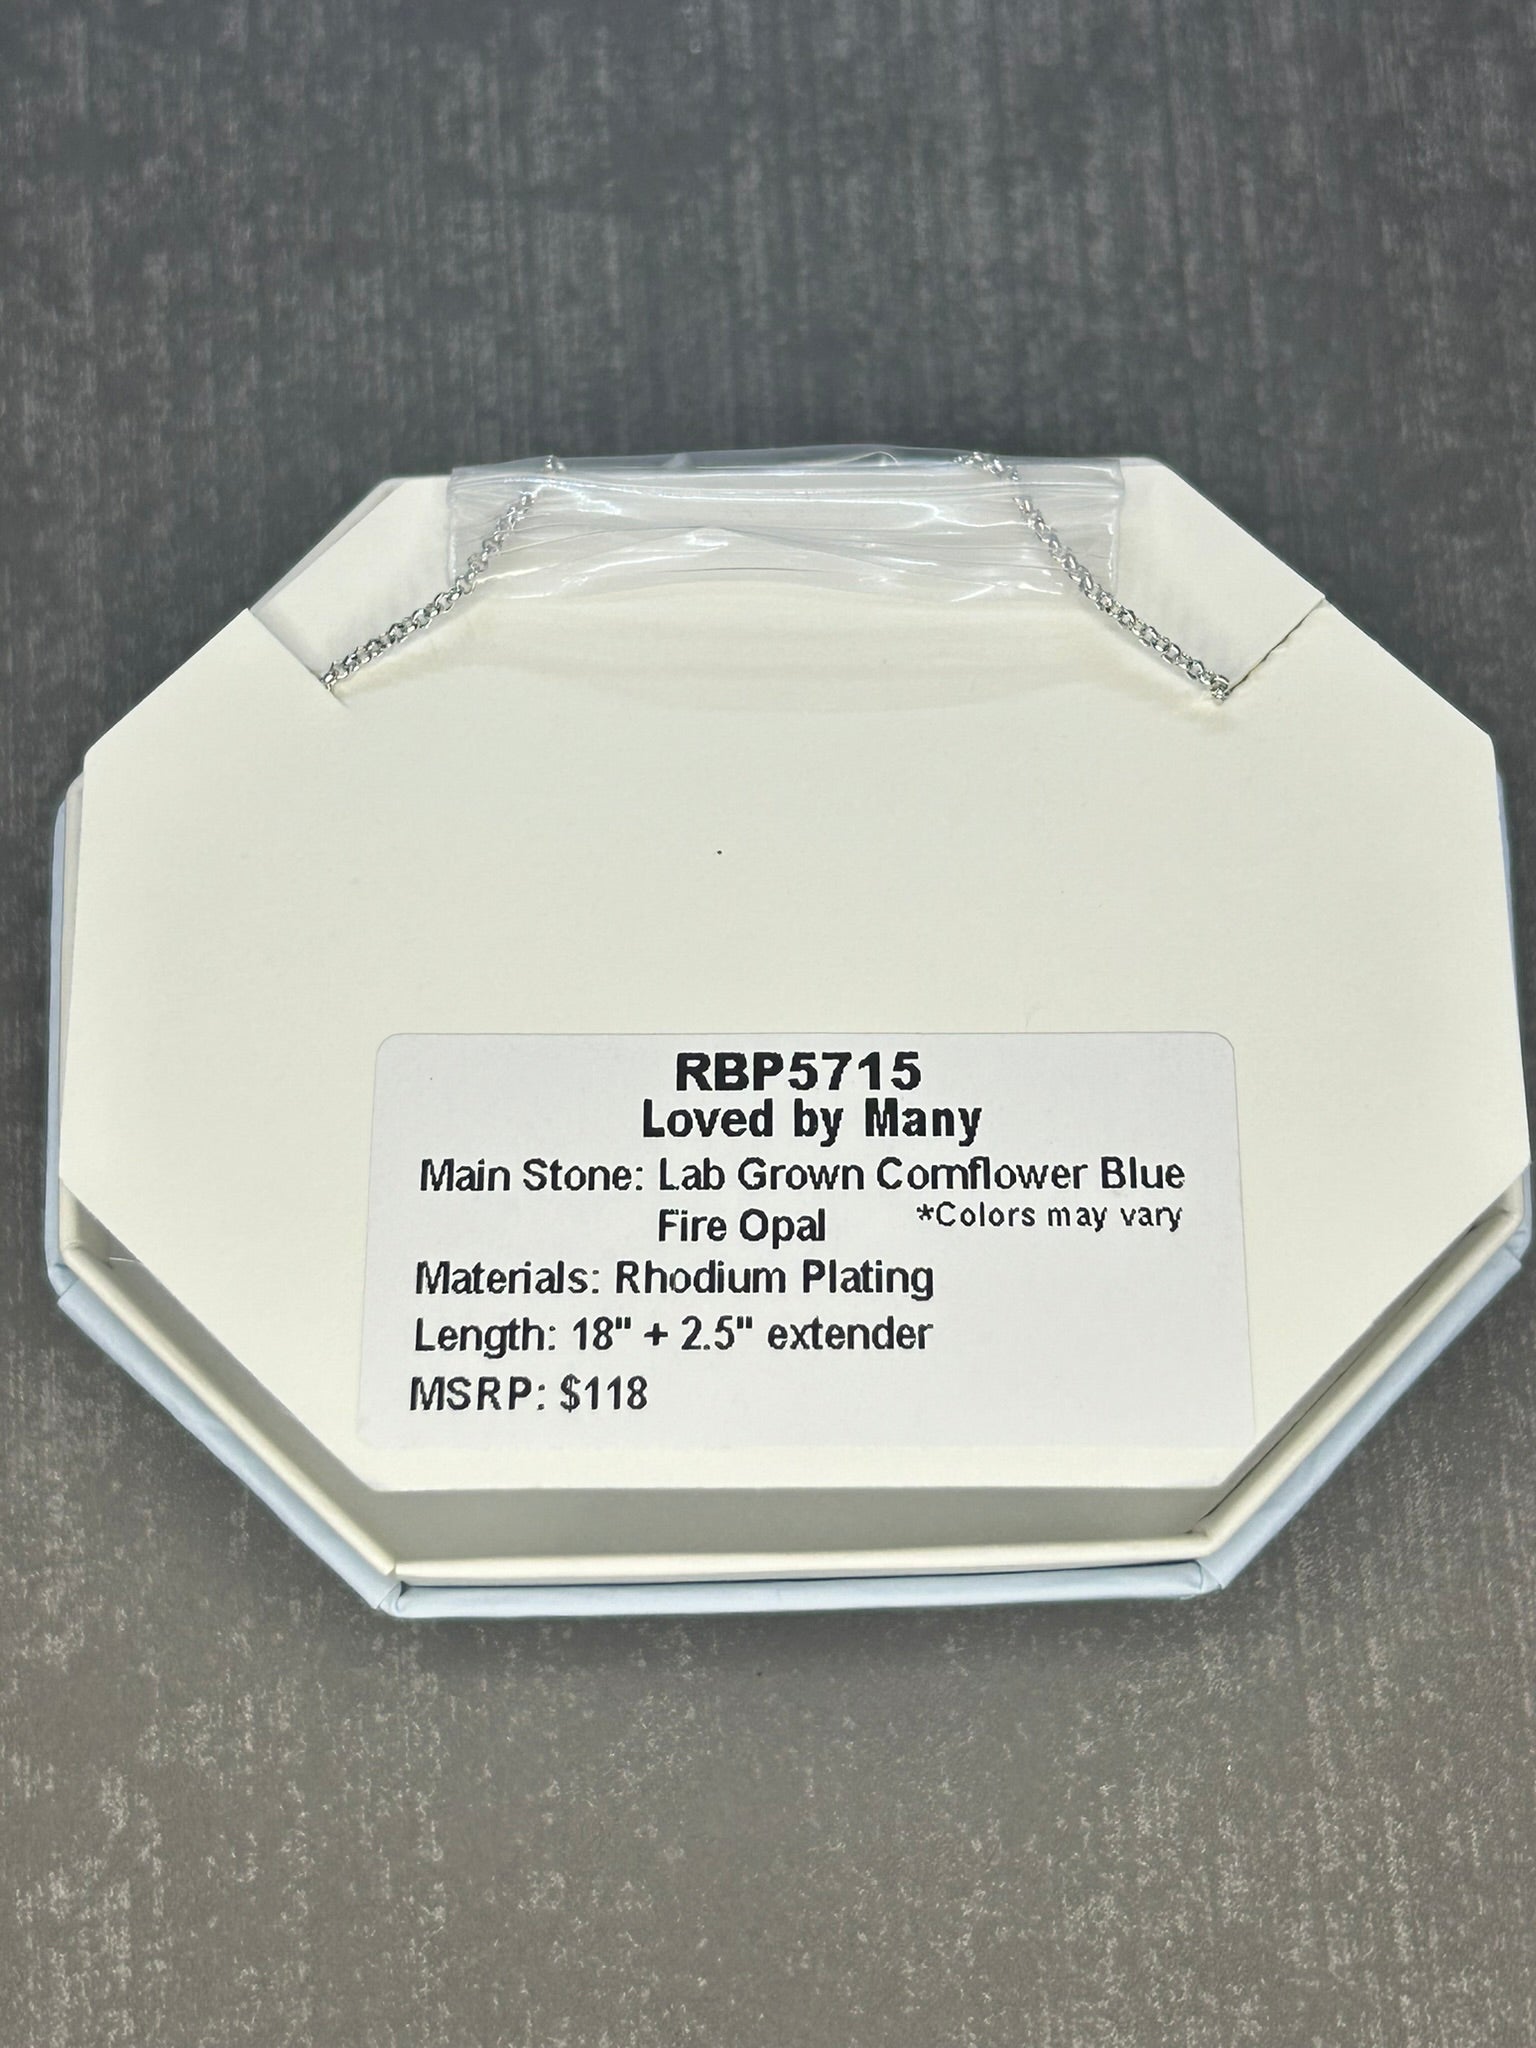 RBP5715
Loved by Many
Main Stone: Lab Grown Cornflower Blue
Fire Opal *Colors may vary
Materials: Rhodium Plating
Length: 18" + 2.5" extender
MSRP: $118